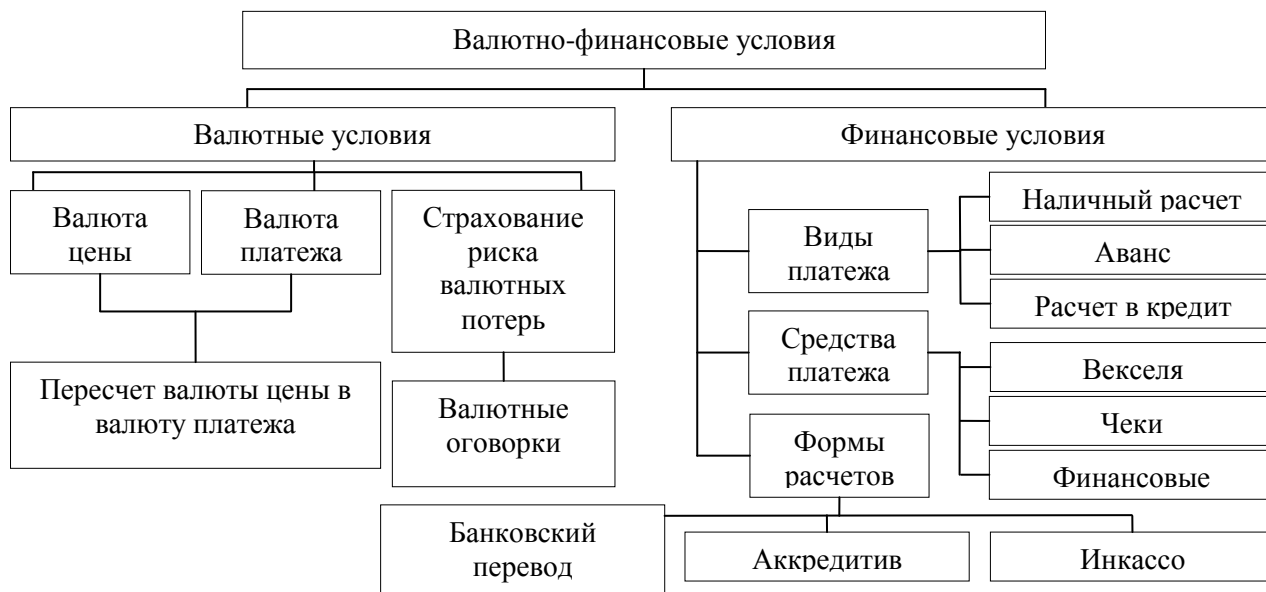 Валютно-финансовые условия
Валютные условия
Финансовые условия
Валюта
цены
Валюта
платежа
Страхование
риска
валютных
потерь
Пересчет валюты цены в
валюту платежа
Валютные
оговорки
Виды
платежа
Наличный расчет
Аванс
Расчет в кредит
Средства
платежа
Векселя
Чеки
Финансовые
Формы
расчетов
Банковский
перевод
Аккредитив
Инкассо